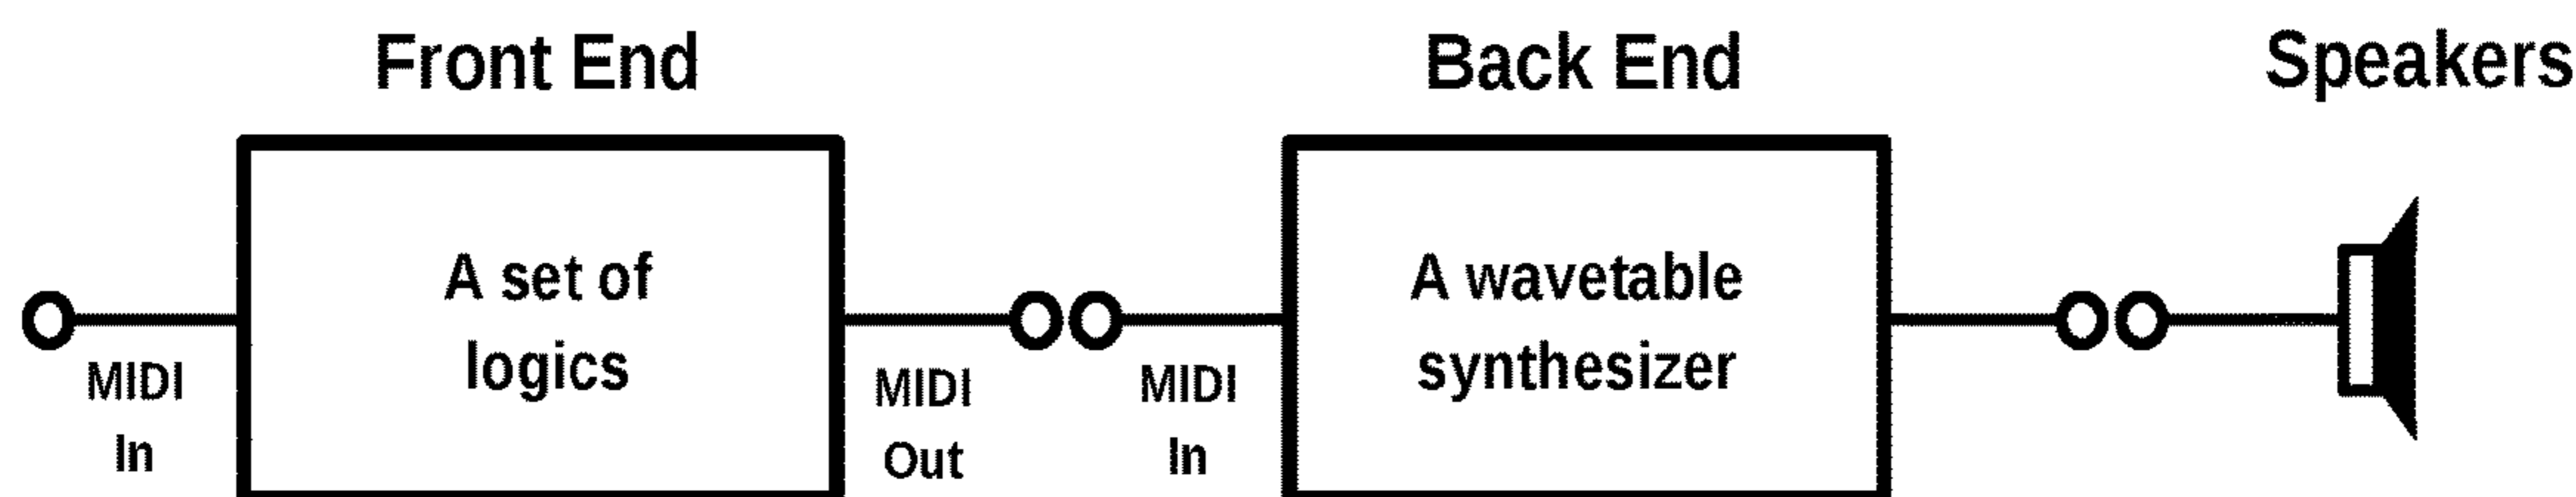 Front End
Back End
Speakers
A set of
logics
A wavetable
synthesizer
MIDI
In
MIDI
Out
MIDI
In